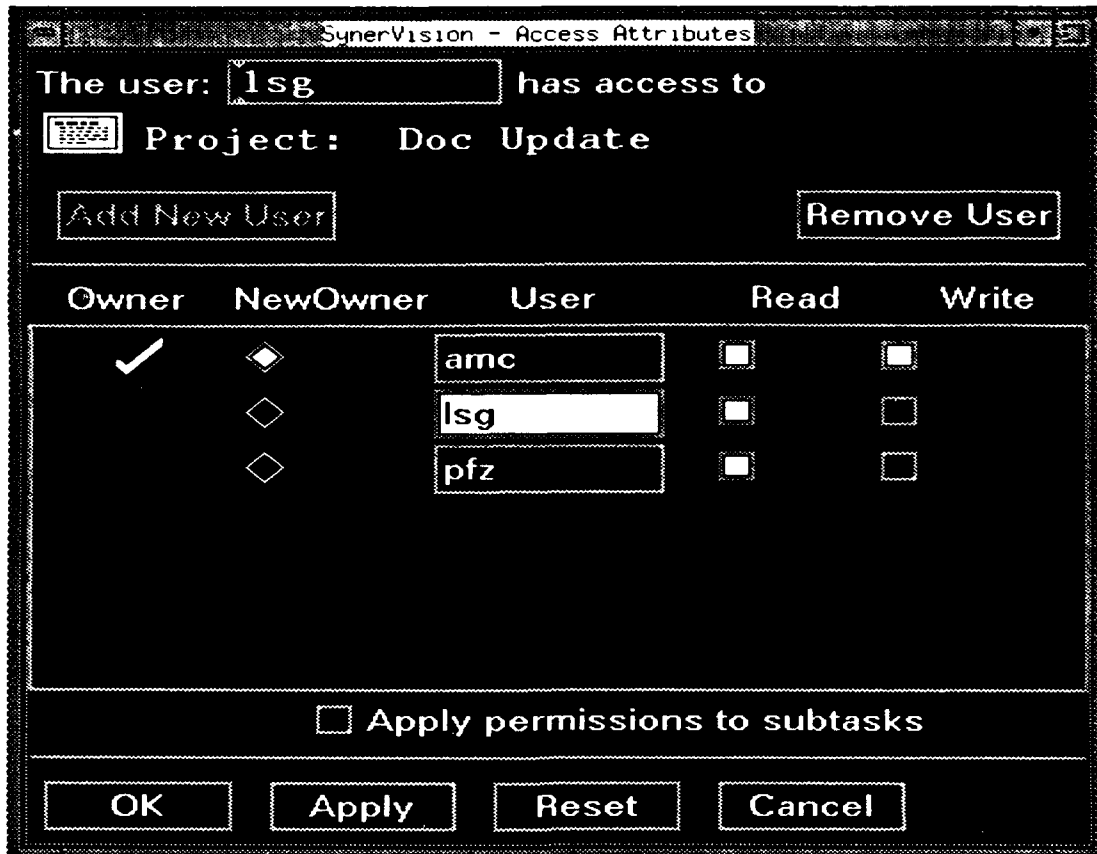 SynerVision - Access Attributes
The user: lsg has access to
Project: Doc Update
Add New User Remove User
Owner NewOwner User Read Write
amc
lsg
pfz
Apply permissions to subtasks
OK Apply Reset Cancel